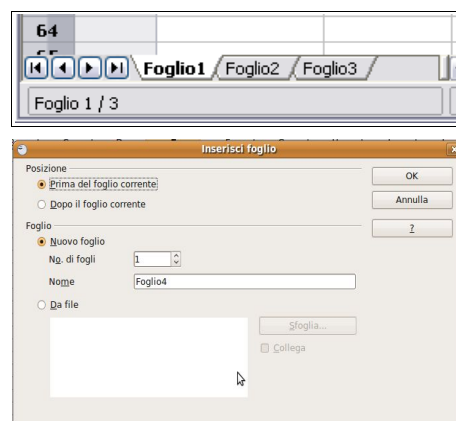 64
Foglio1 Foglio2 Foglio3
Foglio 1 / 3
Inserisci foglio
Posizione
Prima del foglio corrente
OK
Dopo il foglio corrente
Annulla
Foglio
?
Nuovo foglio
No. di fogli 1
Nome Foglio4
Da file
Sfoglia...
Collega